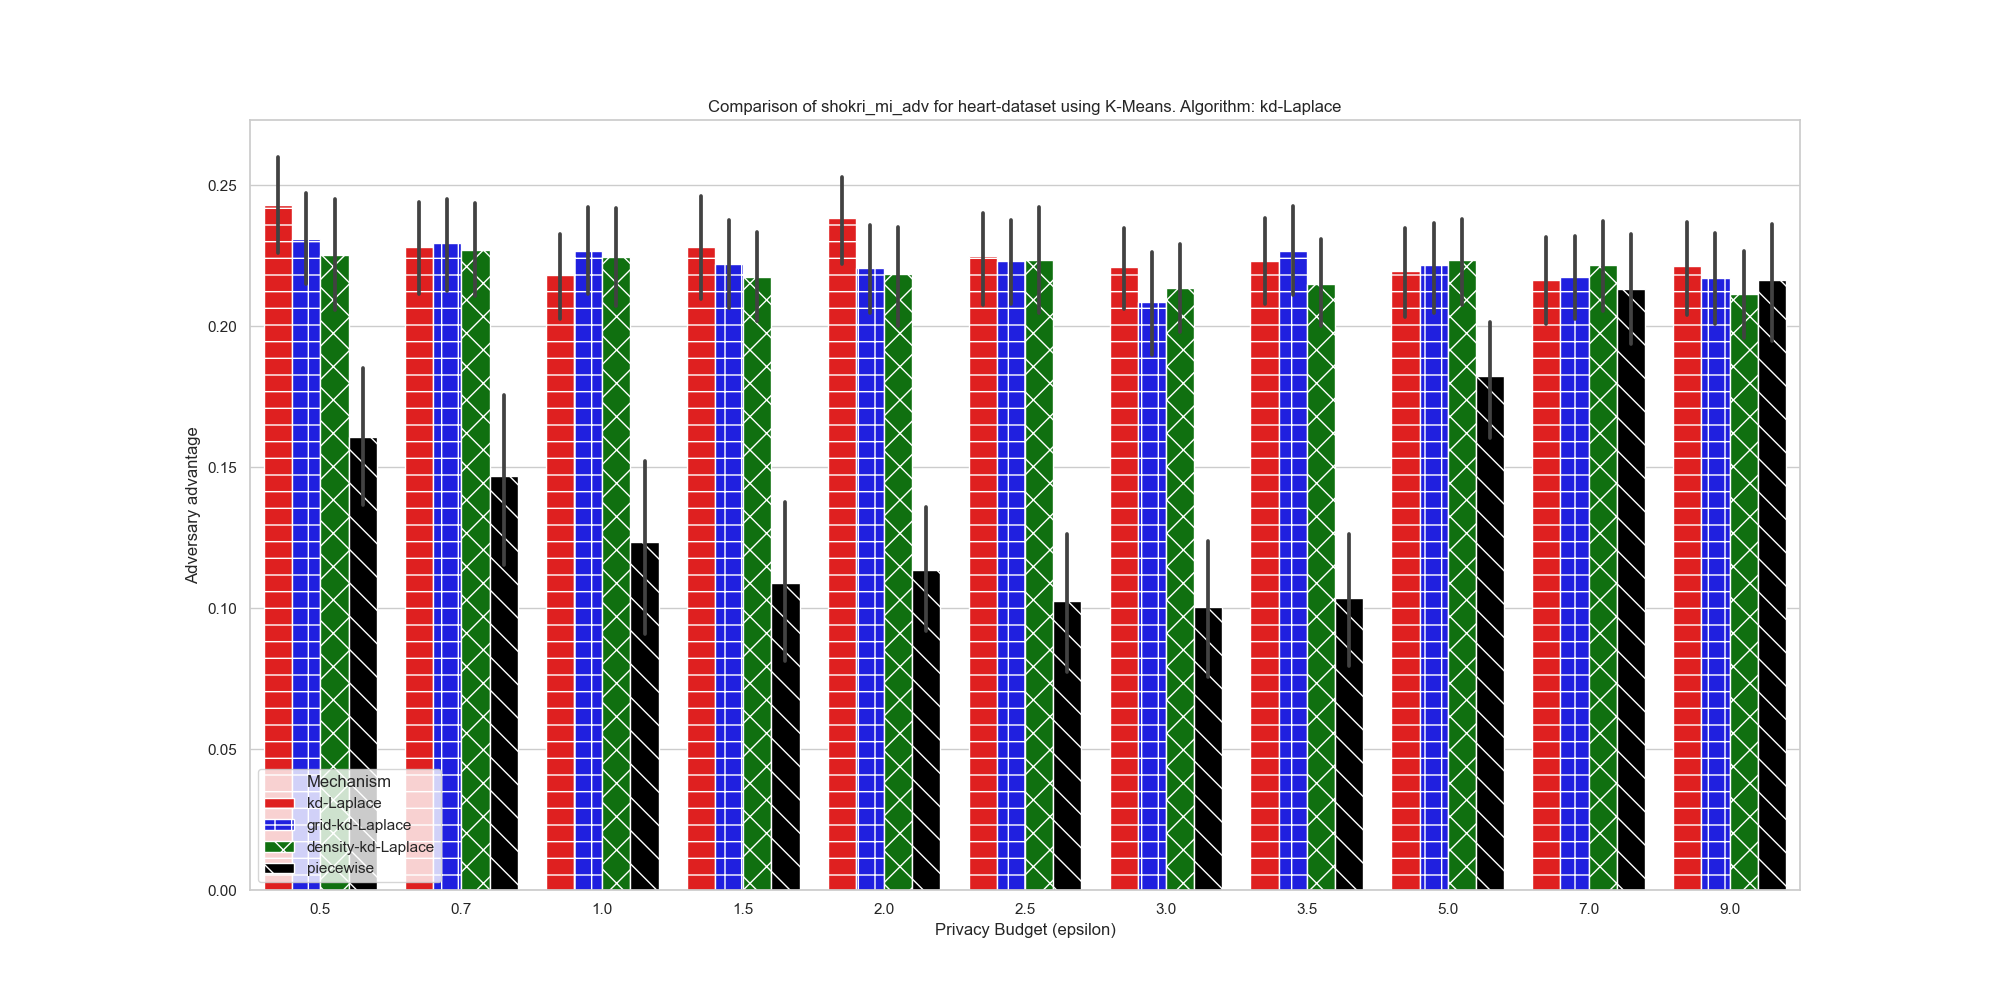 Comparison of shokri_mi_adv for heart-dataset using K-Means. Algorithm: kd-Laplace
Adversary advantage
0.25
0.20
0.15
0.10
0.05
0.00
Mechanism
kd-Laplace
grid-kd-Laplace
density-kd-Laplace
piecewise
0.5 0.7 1.0 1.5 2.0 2.5 3.0 3.5 5.0 7.0 9.0
Privacy Budget (epsilon)